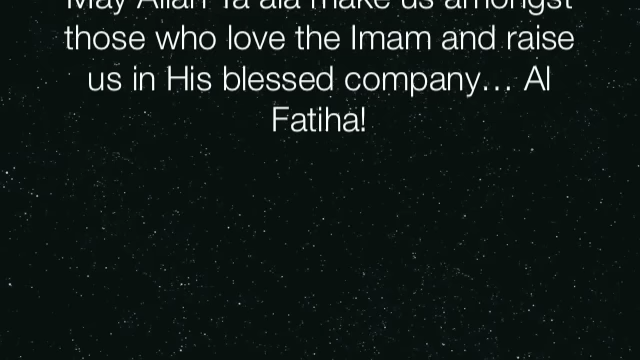 May Allah Ta'ala make us amongst
those who love the Imam and raise
us in His blessed company… Al
Fatiha!